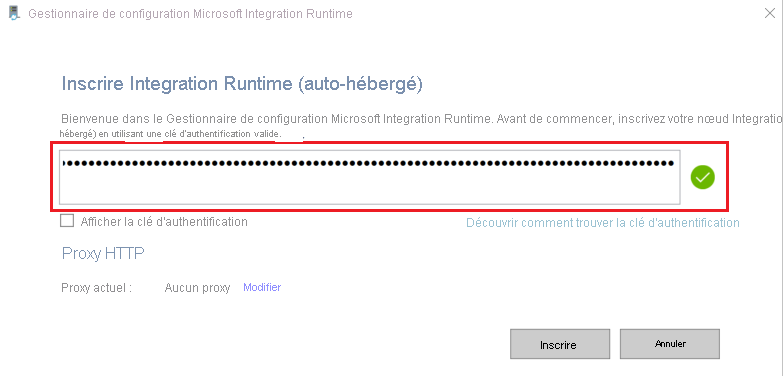 Gestionnaire de configuration Microsoft Integration Runtime
Inscrire Integration Runtime (auto-hébergé)
Bienvenue dans le Gestionnaire de configuration Microsoft Integration Runtime. Avant de commencer, inscrivez votre nœud Integratio
hébergé) en utilisant une clé d'authentification valide.
••••••••••••••••••••••••••••••••••••••••••••••••••••••••••••••••••••••••••••
Afficher la clé d'authentification
Découvrir comment trouver la clé d'authentification
Proxy HTTP
Proxy actuel : Aucun proxy Modifier
Inscrire Annuler